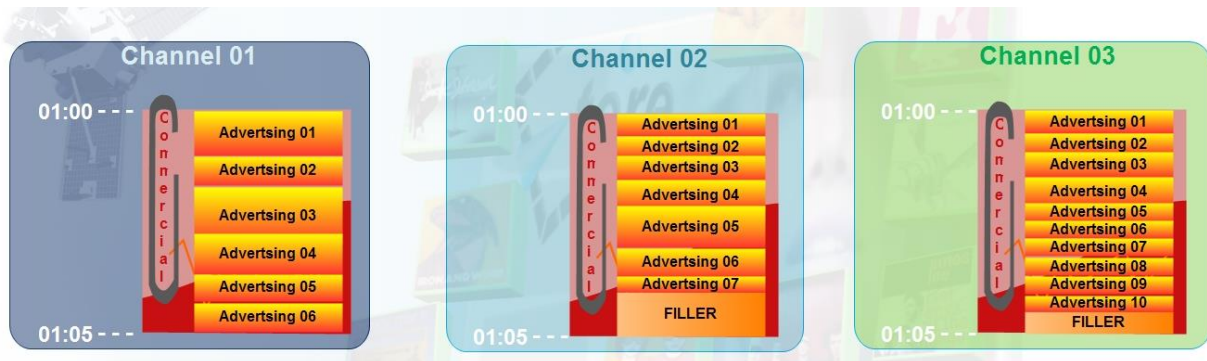 Channel 01
01:00 - - -
Commercial
Advertsing 01
Advertsing 02
Advertsing 03
Advertsing 04
Advertsing 05
Advertsing 06
01:05 - - -
Channel 02
01:00 - - -
Commercial
Advertsing 01
Advertsing 02
Advertsing 03
Advertsing 04
Advertsing 05
Advertsing 06
Advertsing 07
FILLER
01:05 - - -
Channel 03
01:00 - - -
Commercial
Advertsing 01
Advertsing 02
Advertsing 03
Advertsing 04
Advertsing 05
Advertsing 06
Advertsing 07
Advertsing 08
Advertsing 09
Advertsing 10
FILLER
01:05 - - -